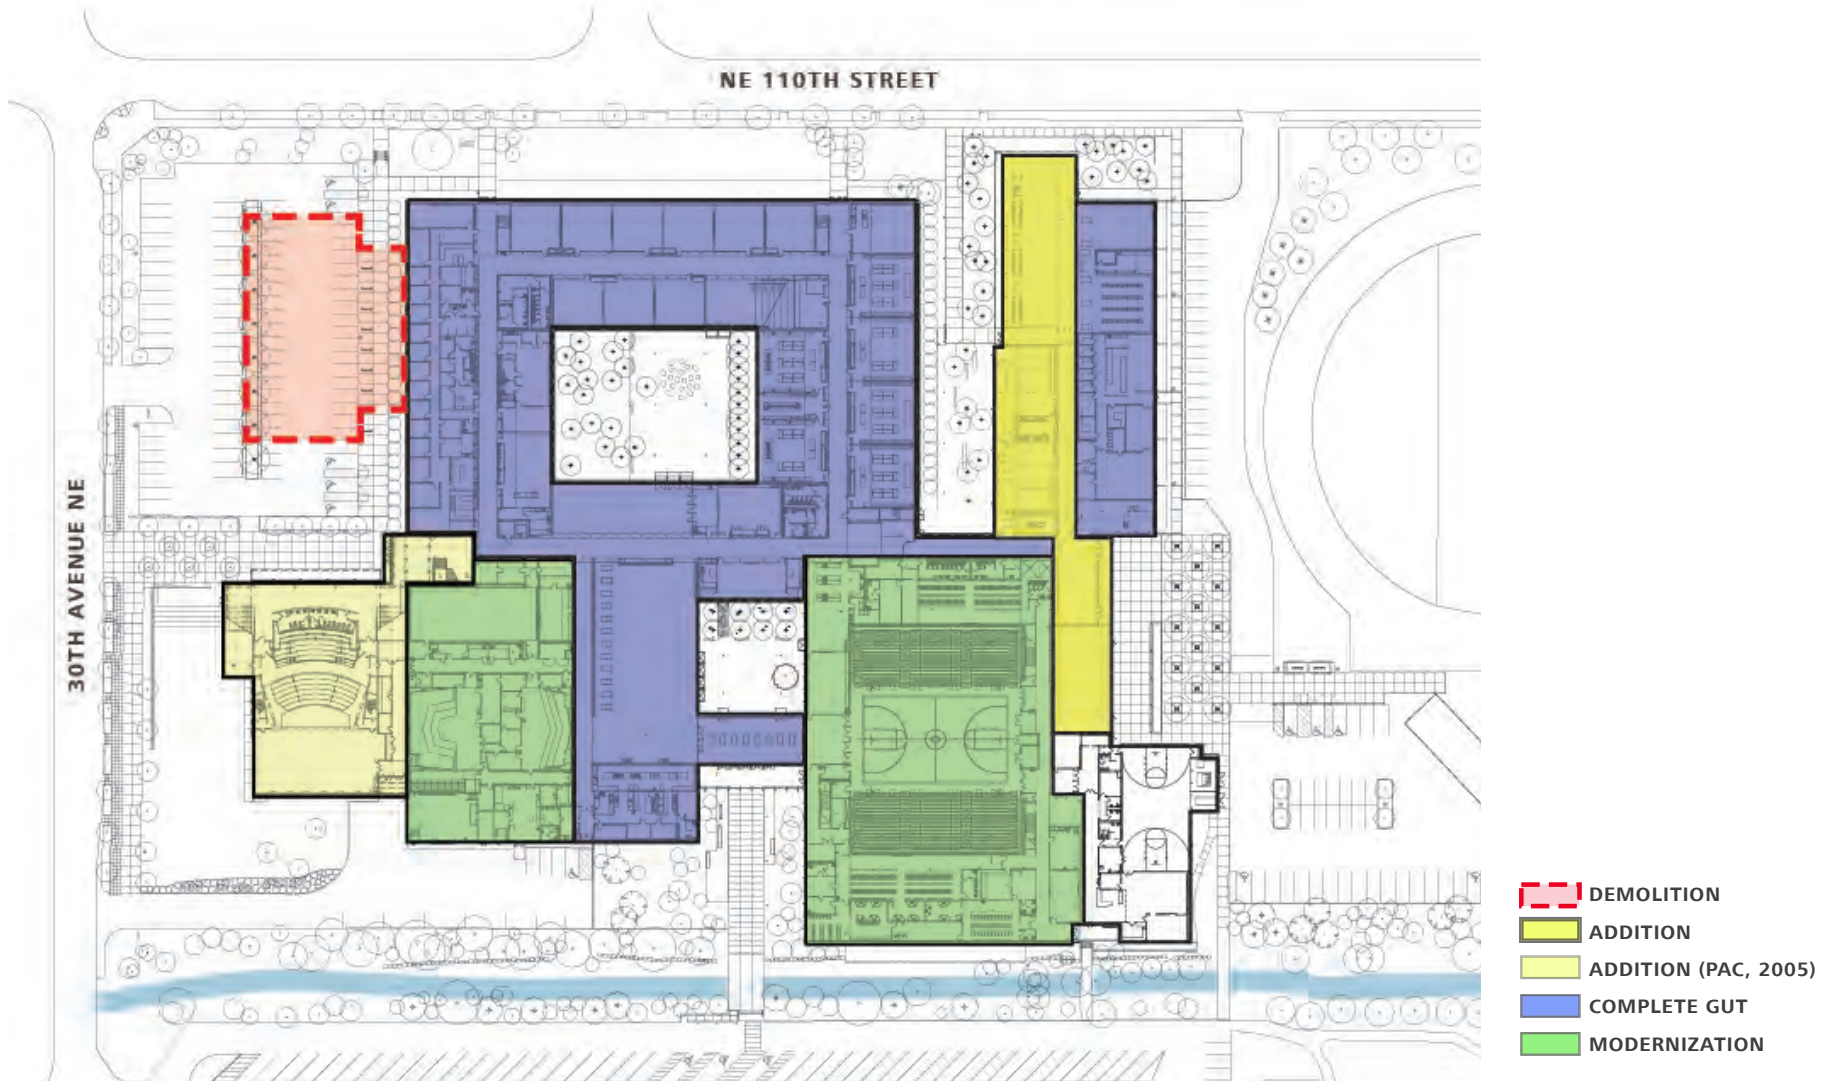 NE 110TH STREET
30TH AVENUE NE
DEMOLITION
ADDITION
ADDITION (PAC, 2005)
COMPLETE GUT
MODERNIZATION